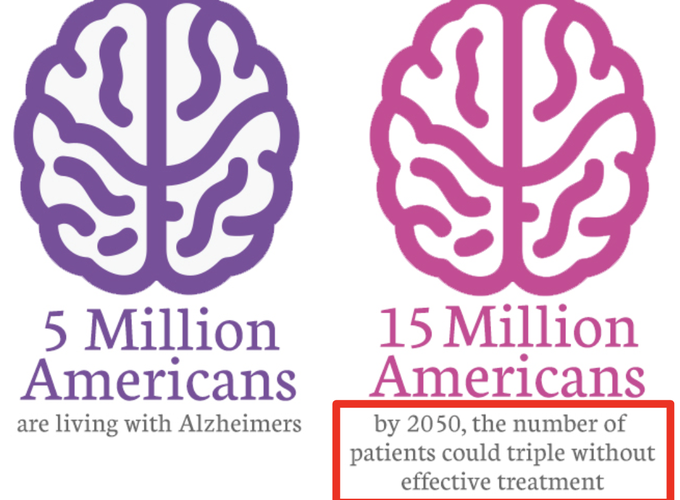 5 Million
Americans
are living with Alzheimers
15 Million
Americans
by 2050, the number of
patients could triple without
effective treatment